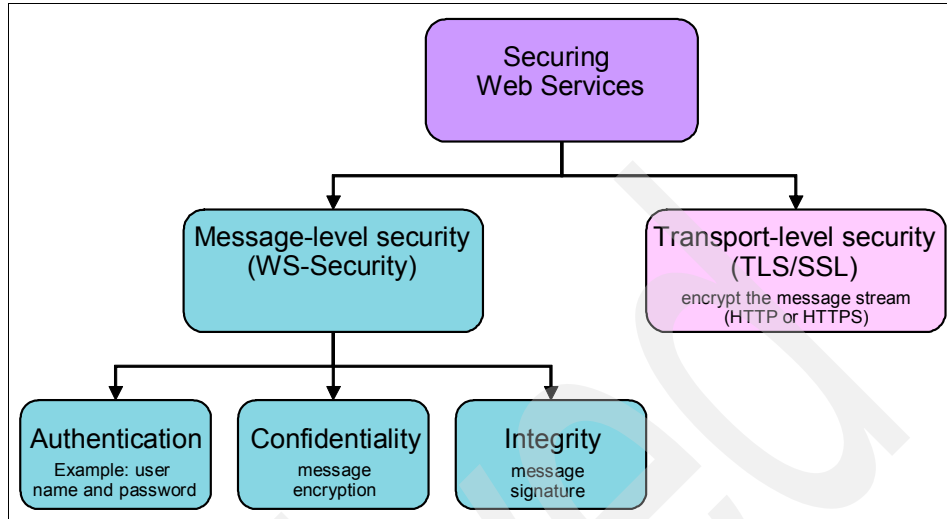 Securing
Web Services
Message-level security
(WS-Security)
Transport-level security
(TLS/SSL)
encrypt the message stream
(HTTP or HTTPS)
Authentication
Example: user
name and password
Confidentiality
message
encryption
Integrity
message
signature